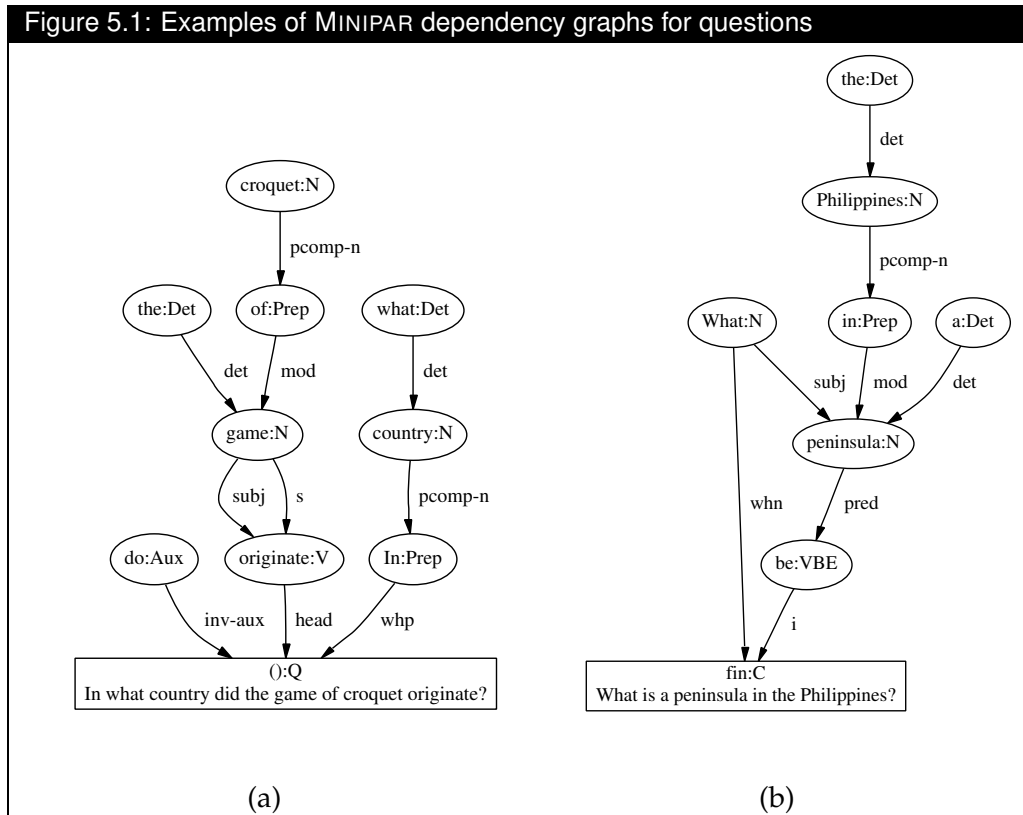 Figure 5.1: Examples of MINIPAR dependency graphs for questions
croquet:N
pcomp-n
the:Det
of:Prep
what:Det
det
mod
det
game:N
country:N
subj
s
pcomp-n
do:Aux
originate:V
In:Prep
inv-aux
head
whp
():Q
In what country did the game of croquet originate?
(a)
the:Det
det
Philippines:N
pcomp-n
What:N
in:Prep
a:Det
subj
mod
det
peninsula:N
whn
pred
be:VBE
i
fin:C
What is a peninsula in the Philippines?
(b)